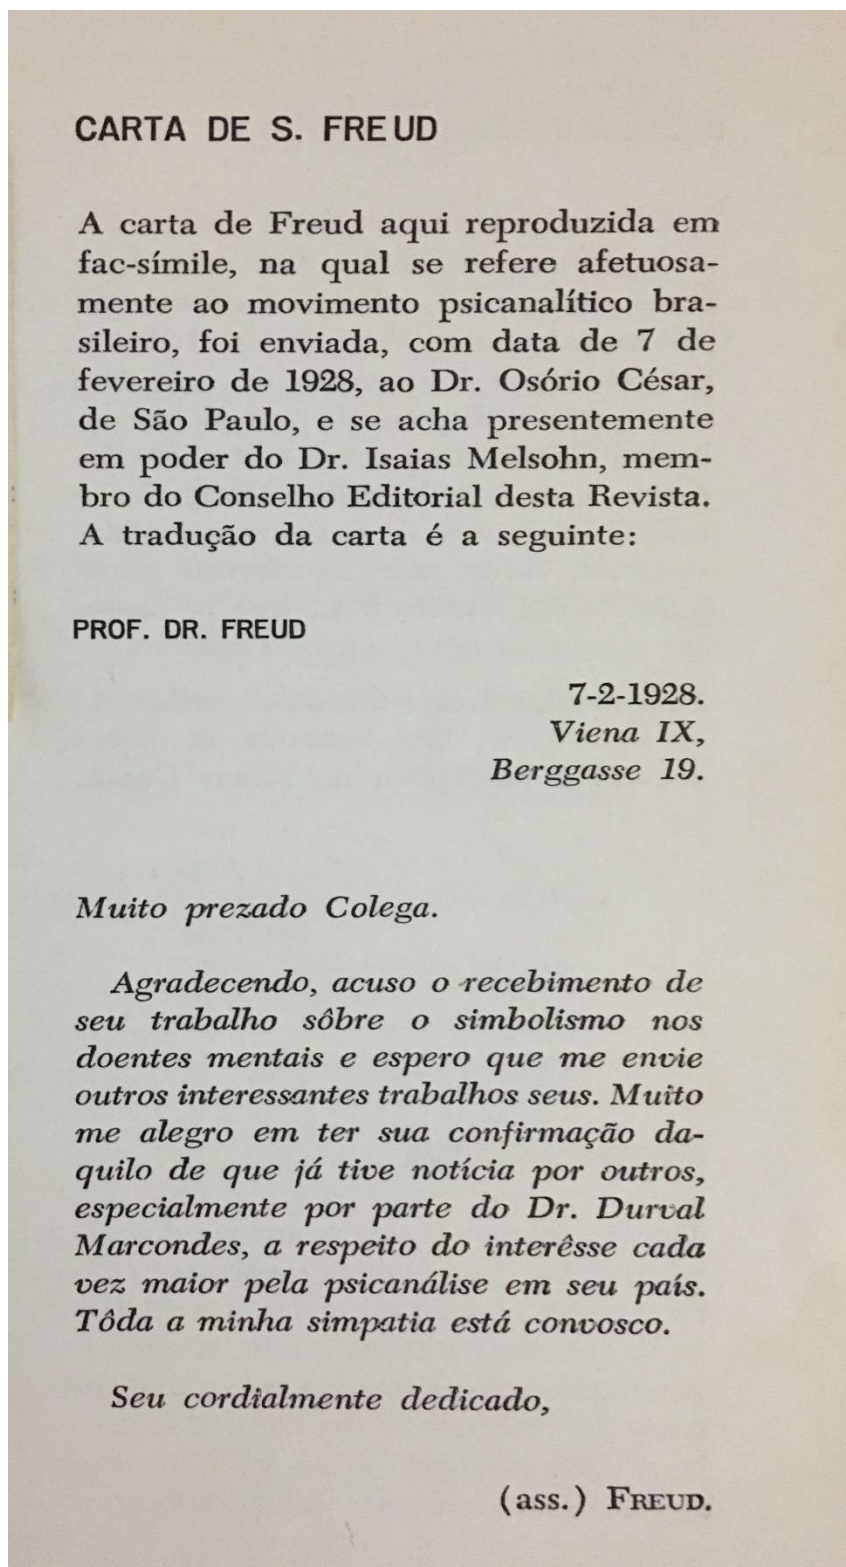 CARTA DE S. FREUD
A carta de Freud aqui reproduzida em
fac-símile, na qual se refere afetuosa-
mente ao movimento psicanalítico bra-
sileiro, foi enviada, com data de 7 de
fevereiro de 1928, ao Dr. Osório César,
de São Paulo, e se acha presentemente
em poder do Dr. Isaias Melsohn, mem-
bro do Conselho Editorial desta Revista.
A tradução da carta é a seguinte:
PROF. DR. FREUD
7-2-1928.
Viena IX,
Berggasse 19.
Muito prezado Colega.
Agradecendo, acuso o recebimento de
seu trabalho sôbre o simbolismo nos
doentes mentais e espero que me envie
outros interessantes trabalhos seus. Muito
me alegro em ter sua confirmação da-
quilo de que já tive notícia por outros,
especialmente por parte do Dr. Durval
Marcondes, a respeito do interêsse cada
vez maior pela psicanálise em seu país.
Tôda a minha simpatia está convosco.
Seu cordialmente dedicado,
(ass.) FREUD.